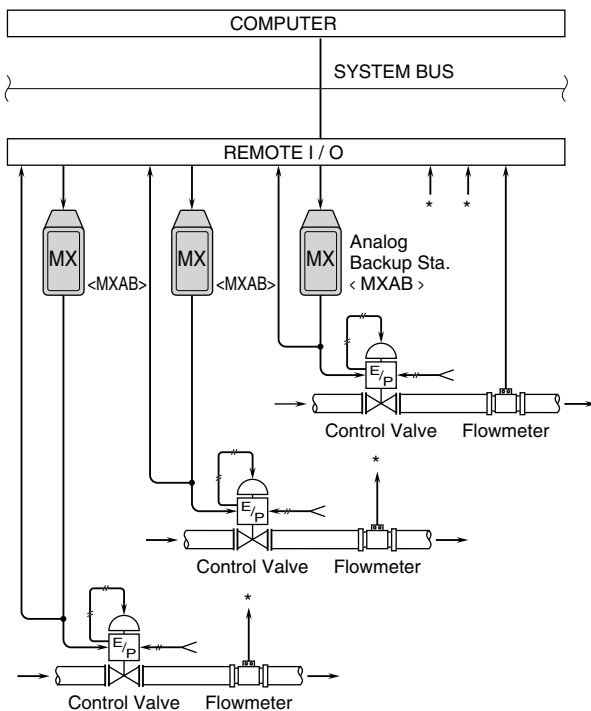 COMPUTER
SYSTEM BUS
REMOTE I / O
* *
MX
<MXAB>
MX
<MXAB>
MX
Analog
Backup Sta.
< MXAB >
E/P
Control Valve Flowmeter
*
E/P
Control Valve Flowmeter
*
E/P
Control Valve Flowmeter